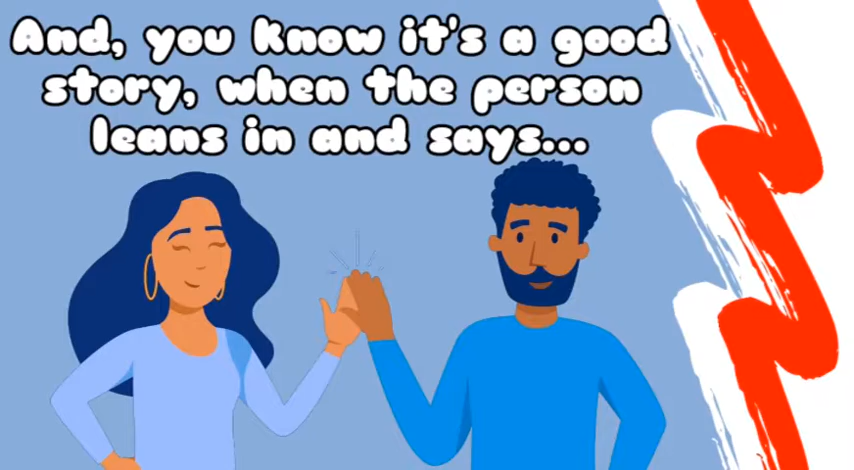 And, you know it's a good
story, when the person
leans in and says...